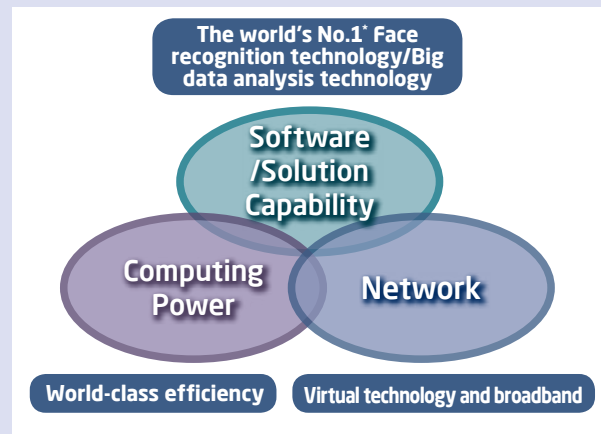 The world's No.1* Face
recognition technology/Big
data analysis technology
Software
/Solution
Capability
Computing
Power
Network
World-class efficiency
Virtual technology and broadband